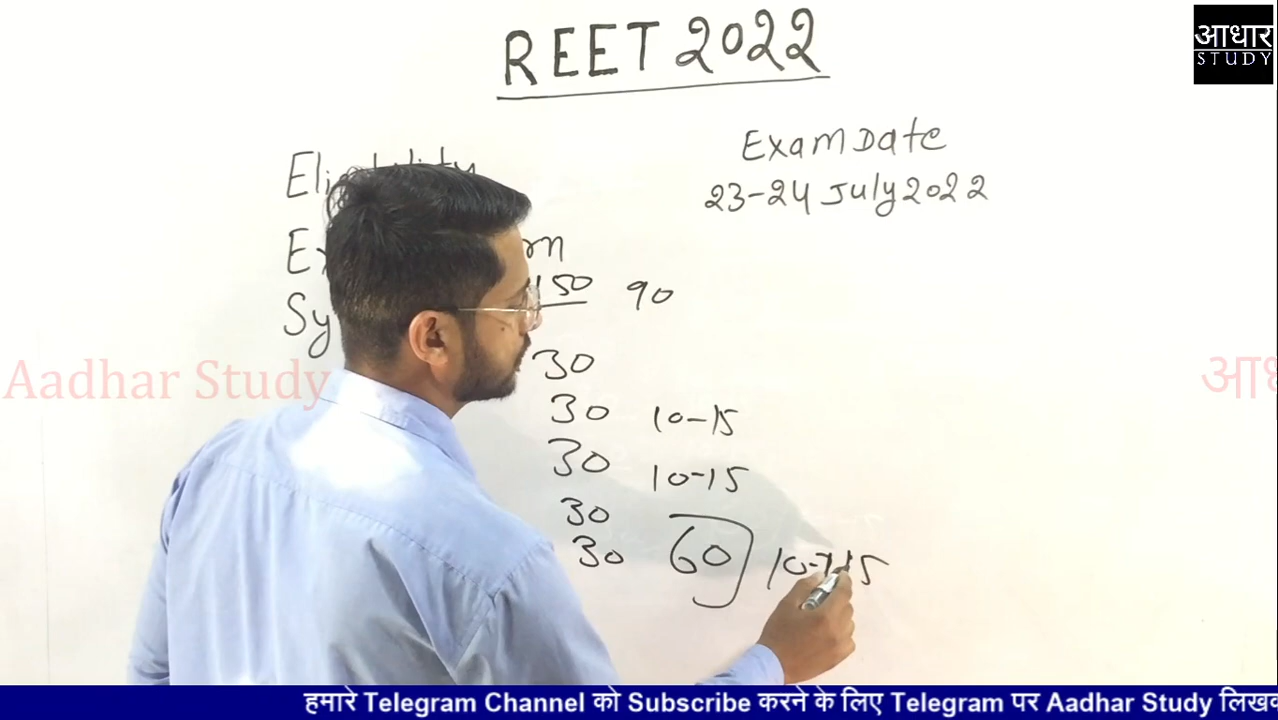 REET 2022
आधार
STUDY
Exam Date
23-24 July 2022
150 90
30
30 10-15
30 10-15
30
30 60 10-15
Aadhar Study
हमारे Telegram Channel को Subscribe करने के लिए Telegram पर Aadhar Study